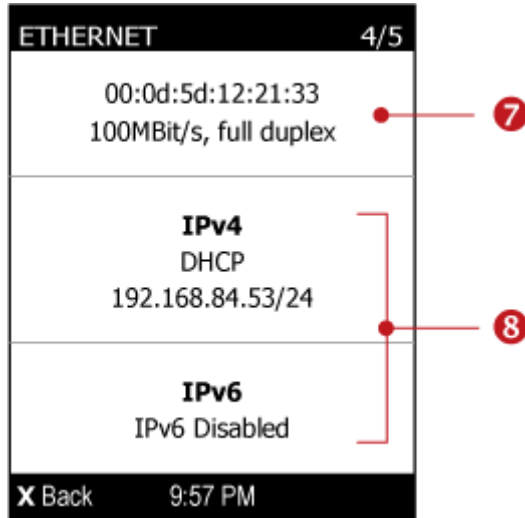 ETHERNET 4/5
00:0d:5d:12:21:33
100MBit/s, full duplex
7
IPv4
DHCP
192.168.84.53/24
8
IPv6
IPv6 Disabled
X Back 9:57 PM